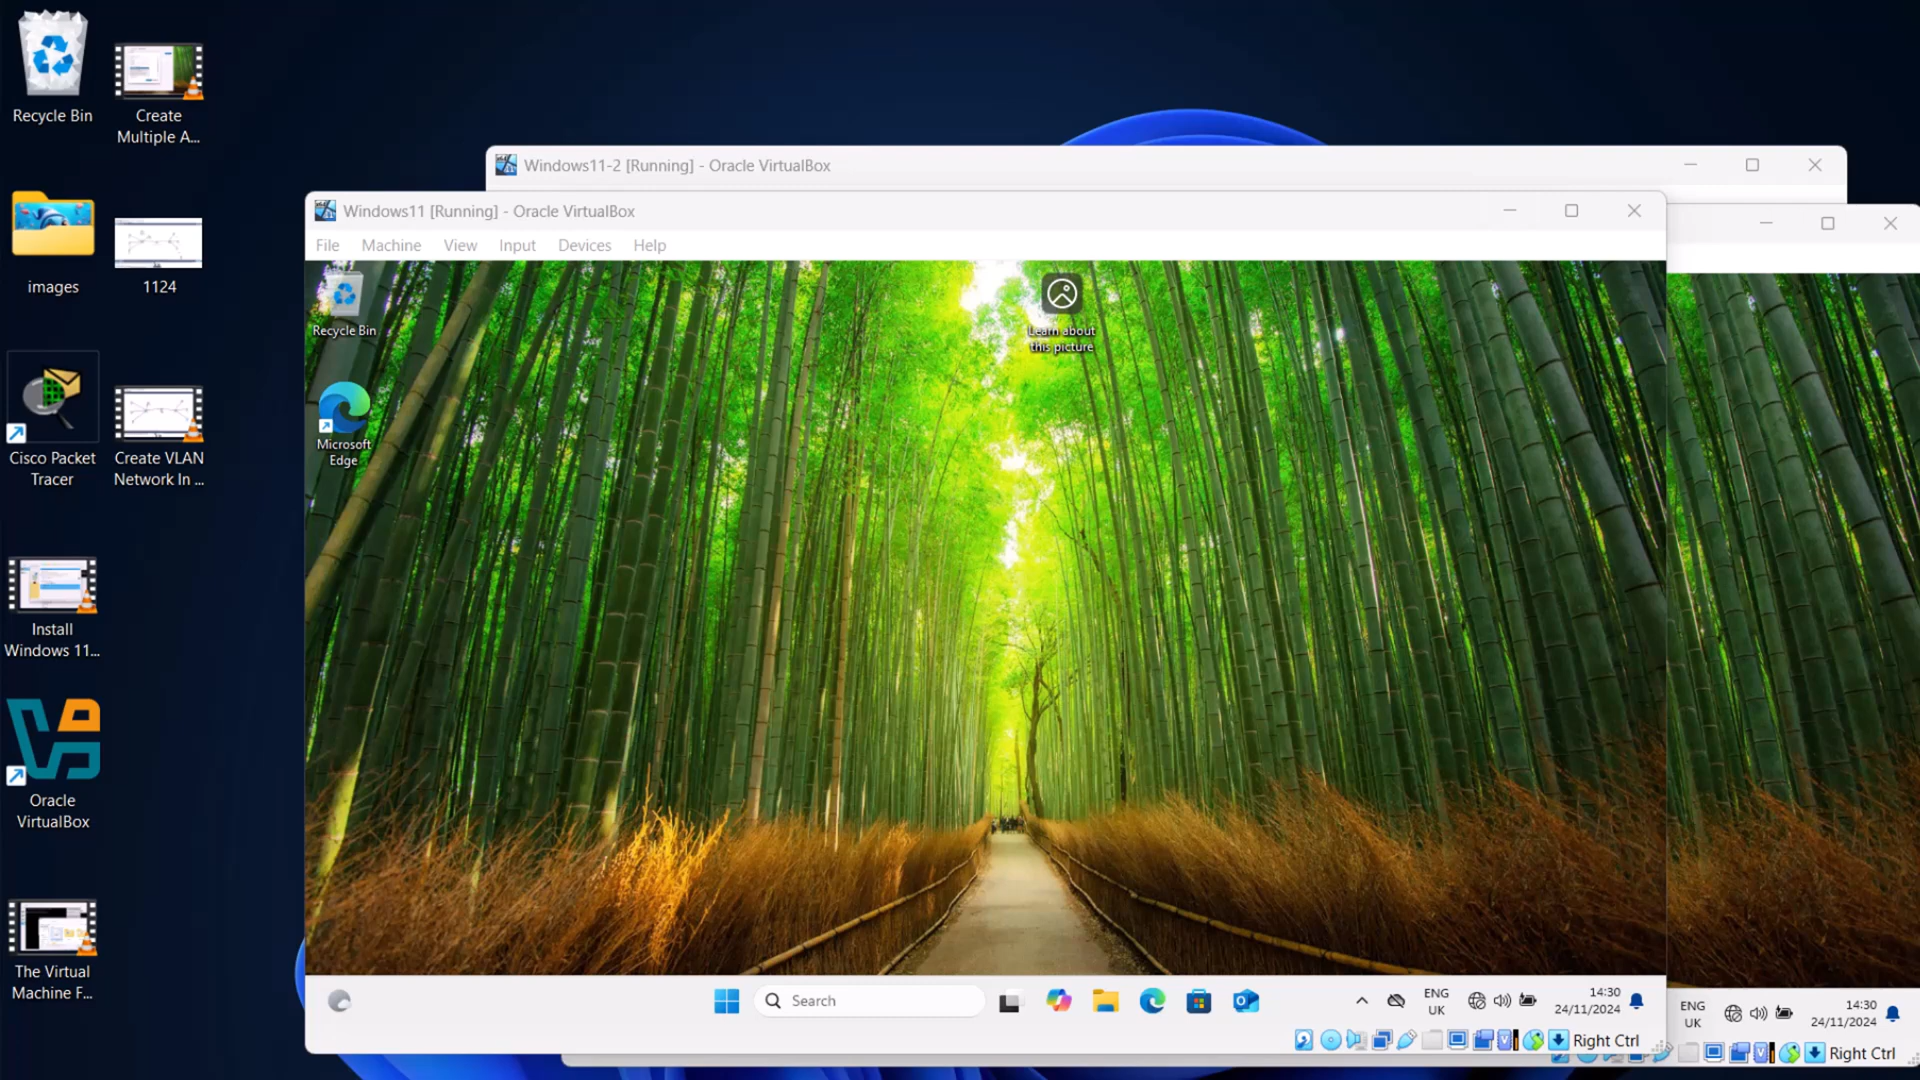 Recycle Bin
Create
Multiple A...
images
1124
Cisco Packet
Tracer
Create VLAN
Network In ...
Install
Windows 11...
Oracle
VirtualBox
The Virtual
Machine F...
Windows11-2 [Running] - Oracle VirtualBox
Windows11 [Running] - Oracle VirtualBox
File Machine View Input Devices Help
Recycle Bin
Learn about
this picture
Microsoft
Edge
Search
ENG
UK
14:30
24/11/2024
Right Ctrl
ENG
UK
14:30
24/11/2024
Right Ctrl